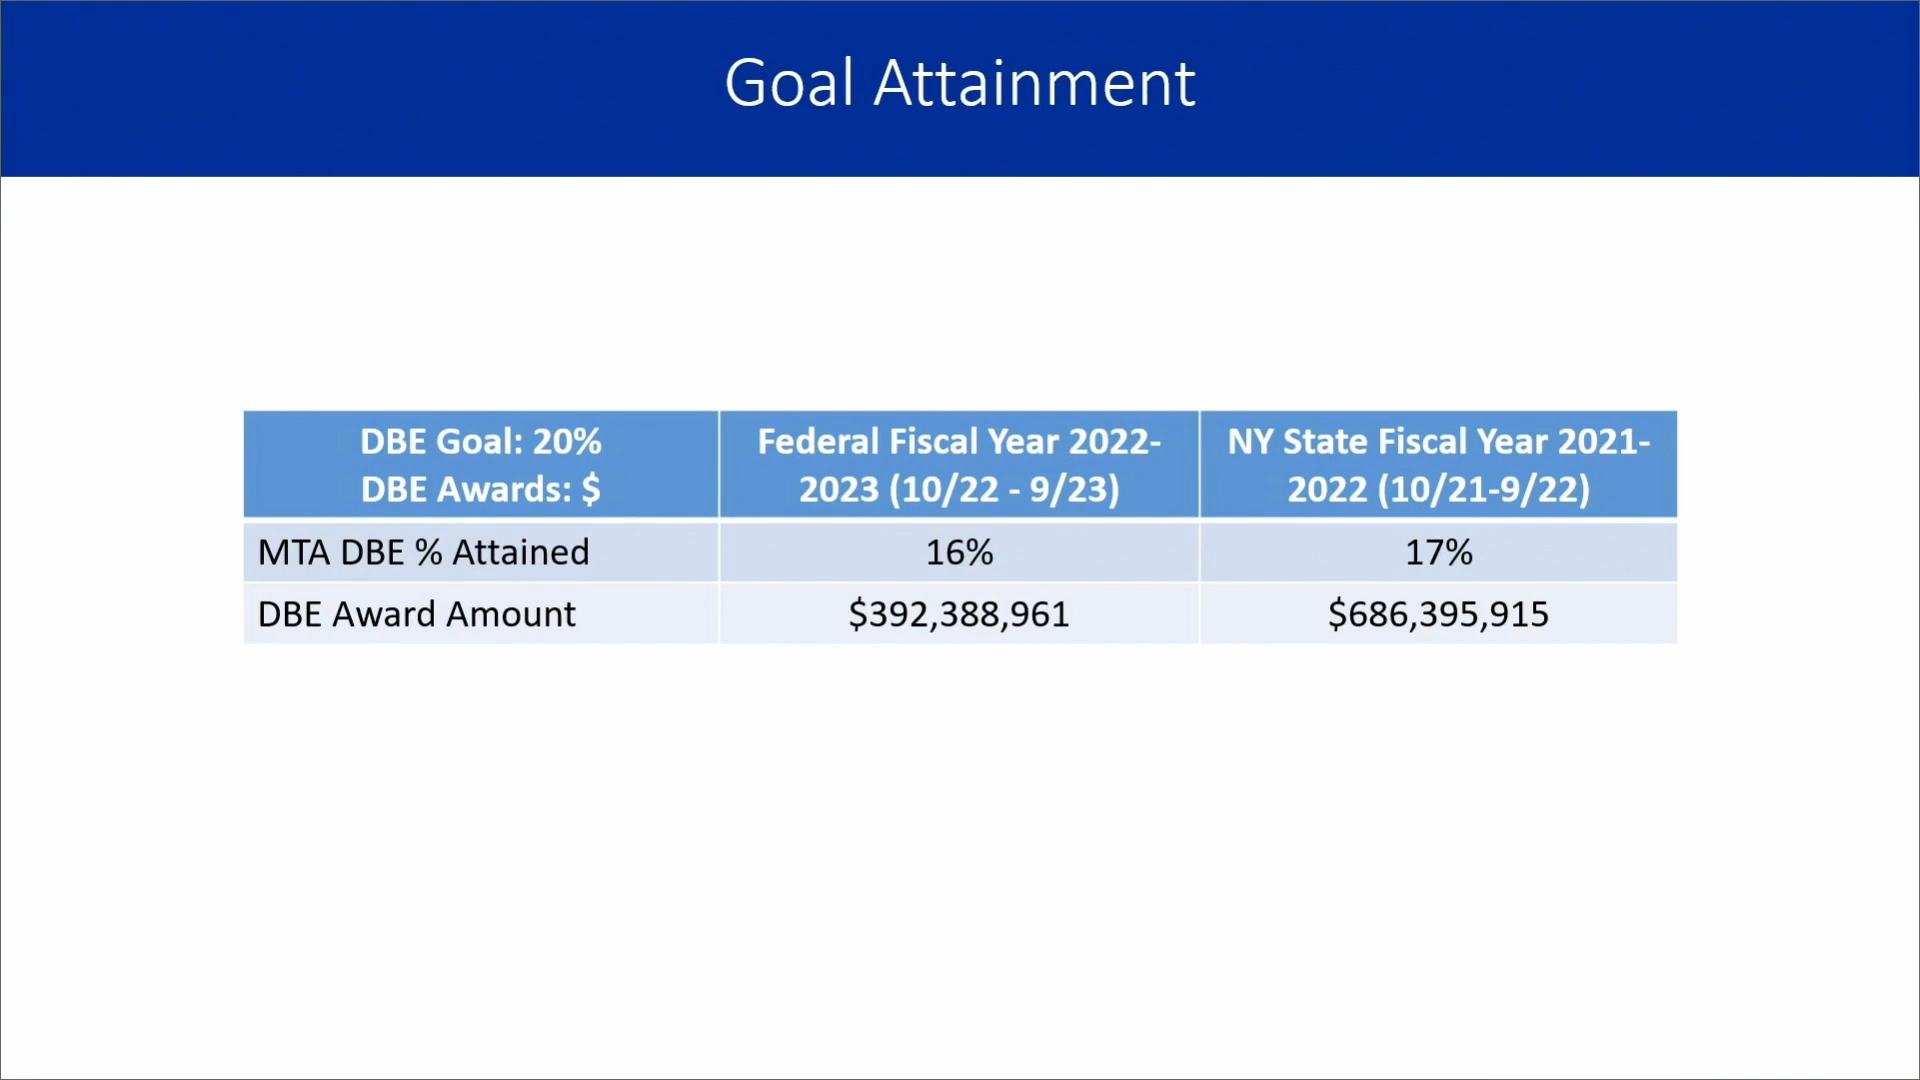 Goal Attainment
DBE Goal: 20%
DBE Awards: $
Federal Fiscal Year 2022-
2023 (10/22 - 9/23)
NY State Fiscal Year 2021-
2022 (10/21-9/22)
MTA DBE % Attained
16%
17%
DBE Award Amount
$392,388,961
$686,395,915